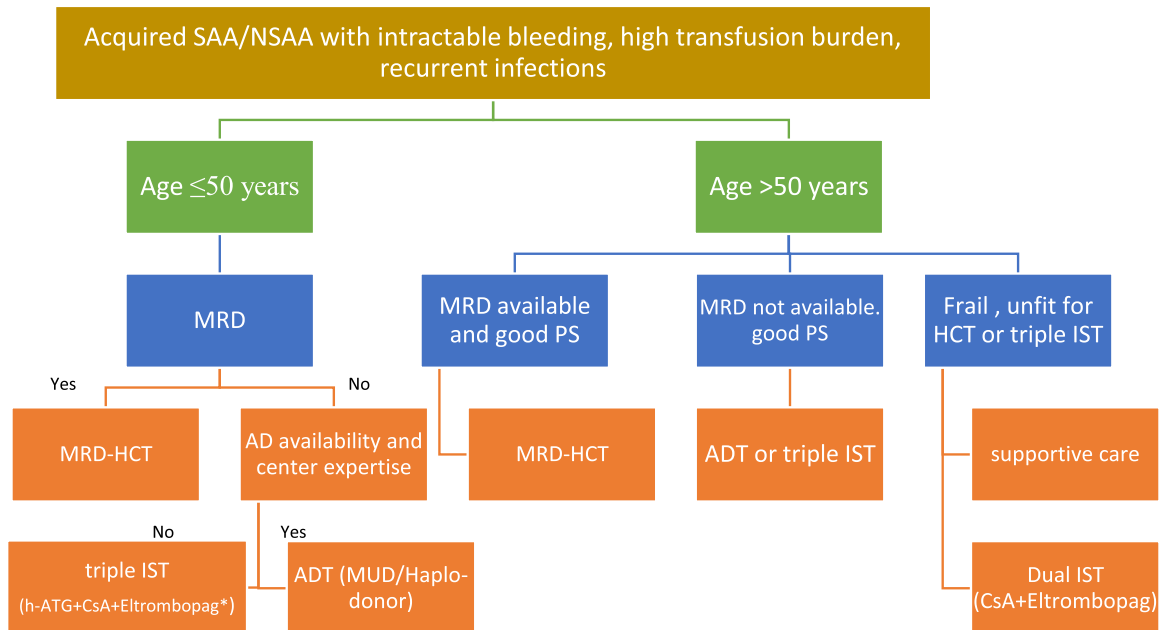 Acquired SAA/NSAA with intractable bleeding, high transfusion burden,
recurrent infections
Age ≤50 years
Age >50 years
MRD
MRD available
and good PS
MRD not available.
good PS
Frail , unfit for
HCT or triple IST
Yes
No
MRD-HCT
AD availability and
center expertise
MRD-HCT
ADT or triple IST
supportive care
No
Yes
triple IST
(h-ATG+CsA+Eltrombopag*)
ADT (MUD/Haplo-
donor)
Dual IST
(CsA+Eltrombopag)